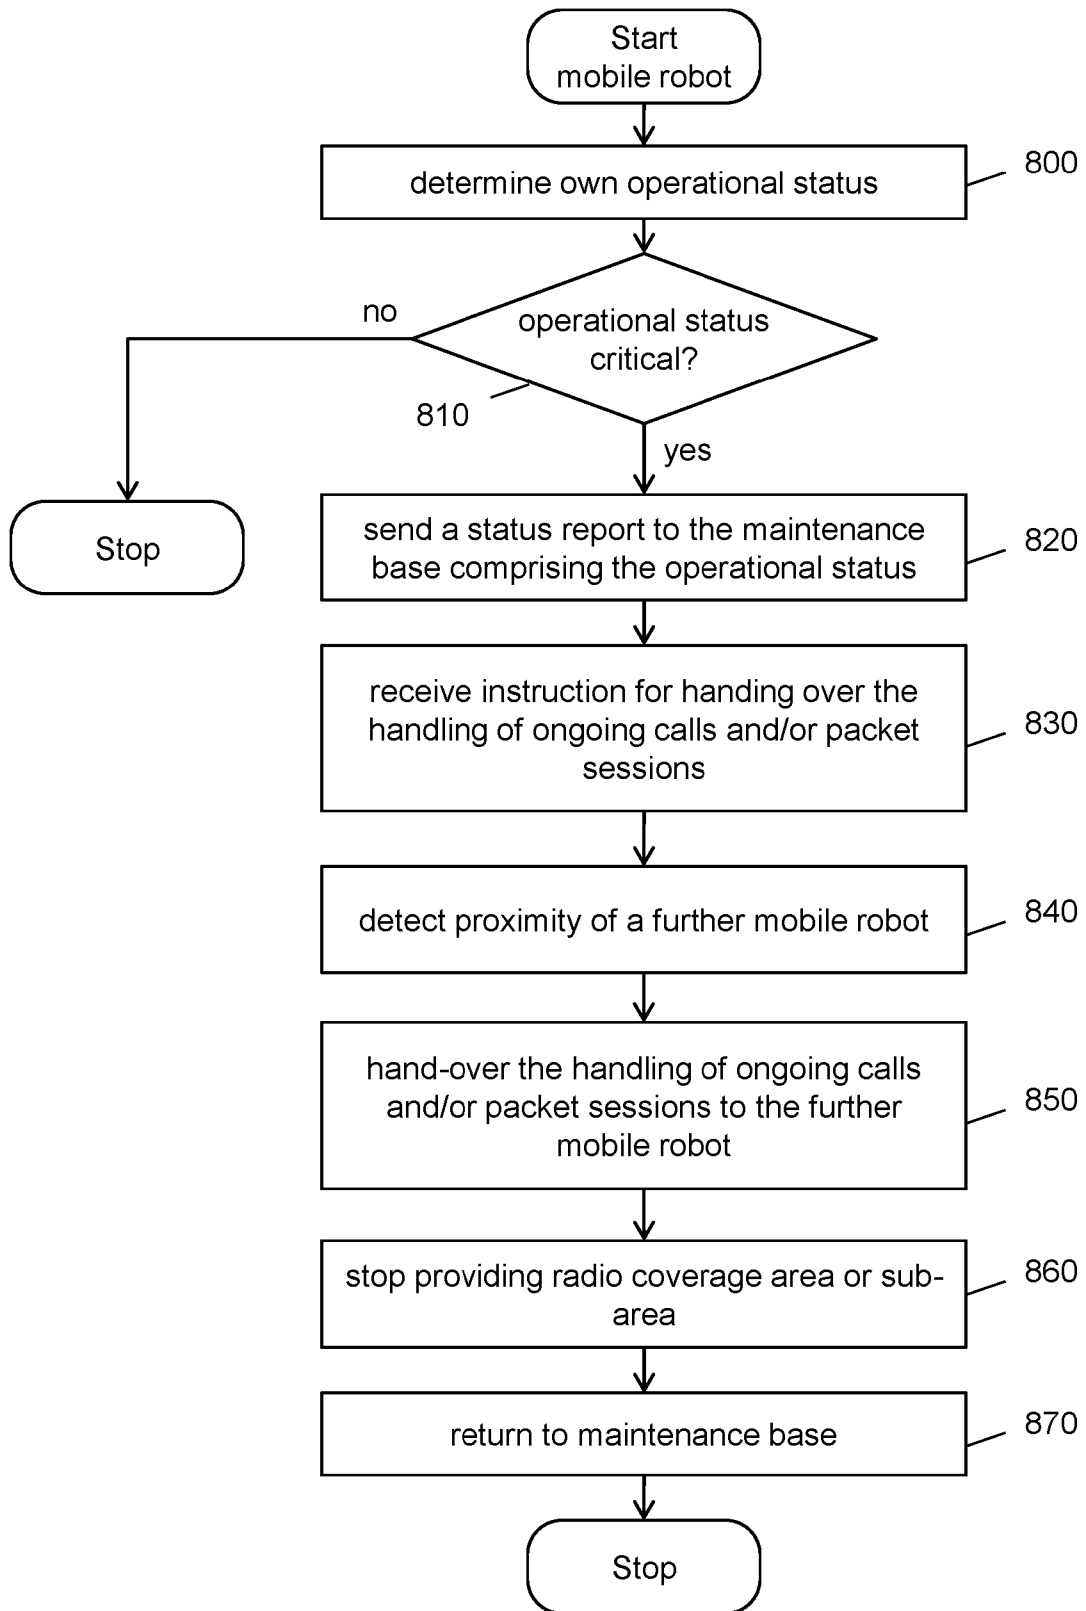 Start
mobile robot
determine own operational status
800
operational status
critical?
no
810
yes
Stop
send a status report to the maintenance
base comprising the operational status
820
receive instruction for handing over the
handling of ongoing calls and/or packet
sessions
830
detect proximity of a further mobile robot
840
hand-over the handling of ongoing calls
and/or packet sessions to the further
mobile robot
850
stop providing radio coverage area or sub-
area
860
return to maintenance base
870
Stop